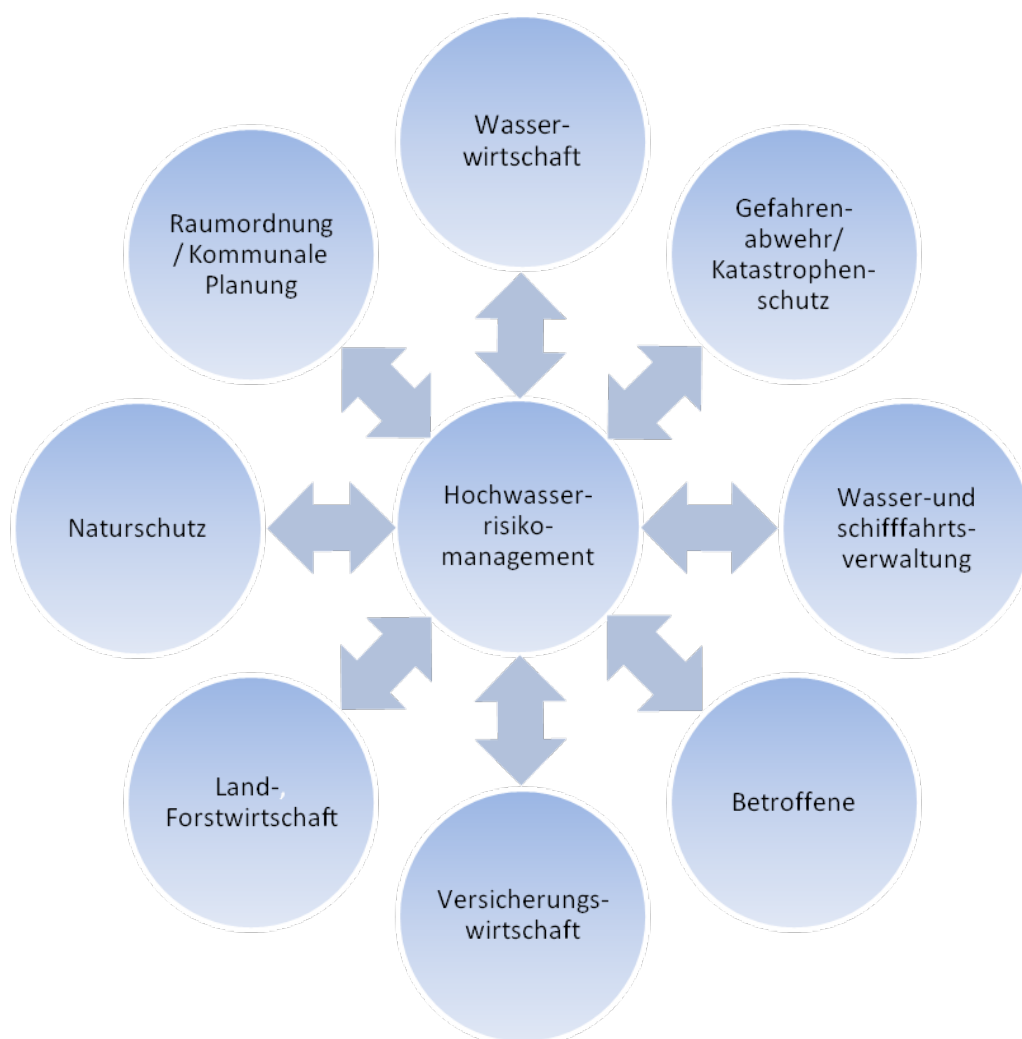 Wasser-
wirtschaft
Gefahren-
abwehr/
Katastrophen-
schutz
Raumordnung
/ Kommunale
Planung
Hochwasser-
risiko-
management
Wasser-und
schifffahrts-
verwaltung
Naturschutz
Land-,
Forstwirtschaft
Betroffene
Versicherungs-
wirtschaft